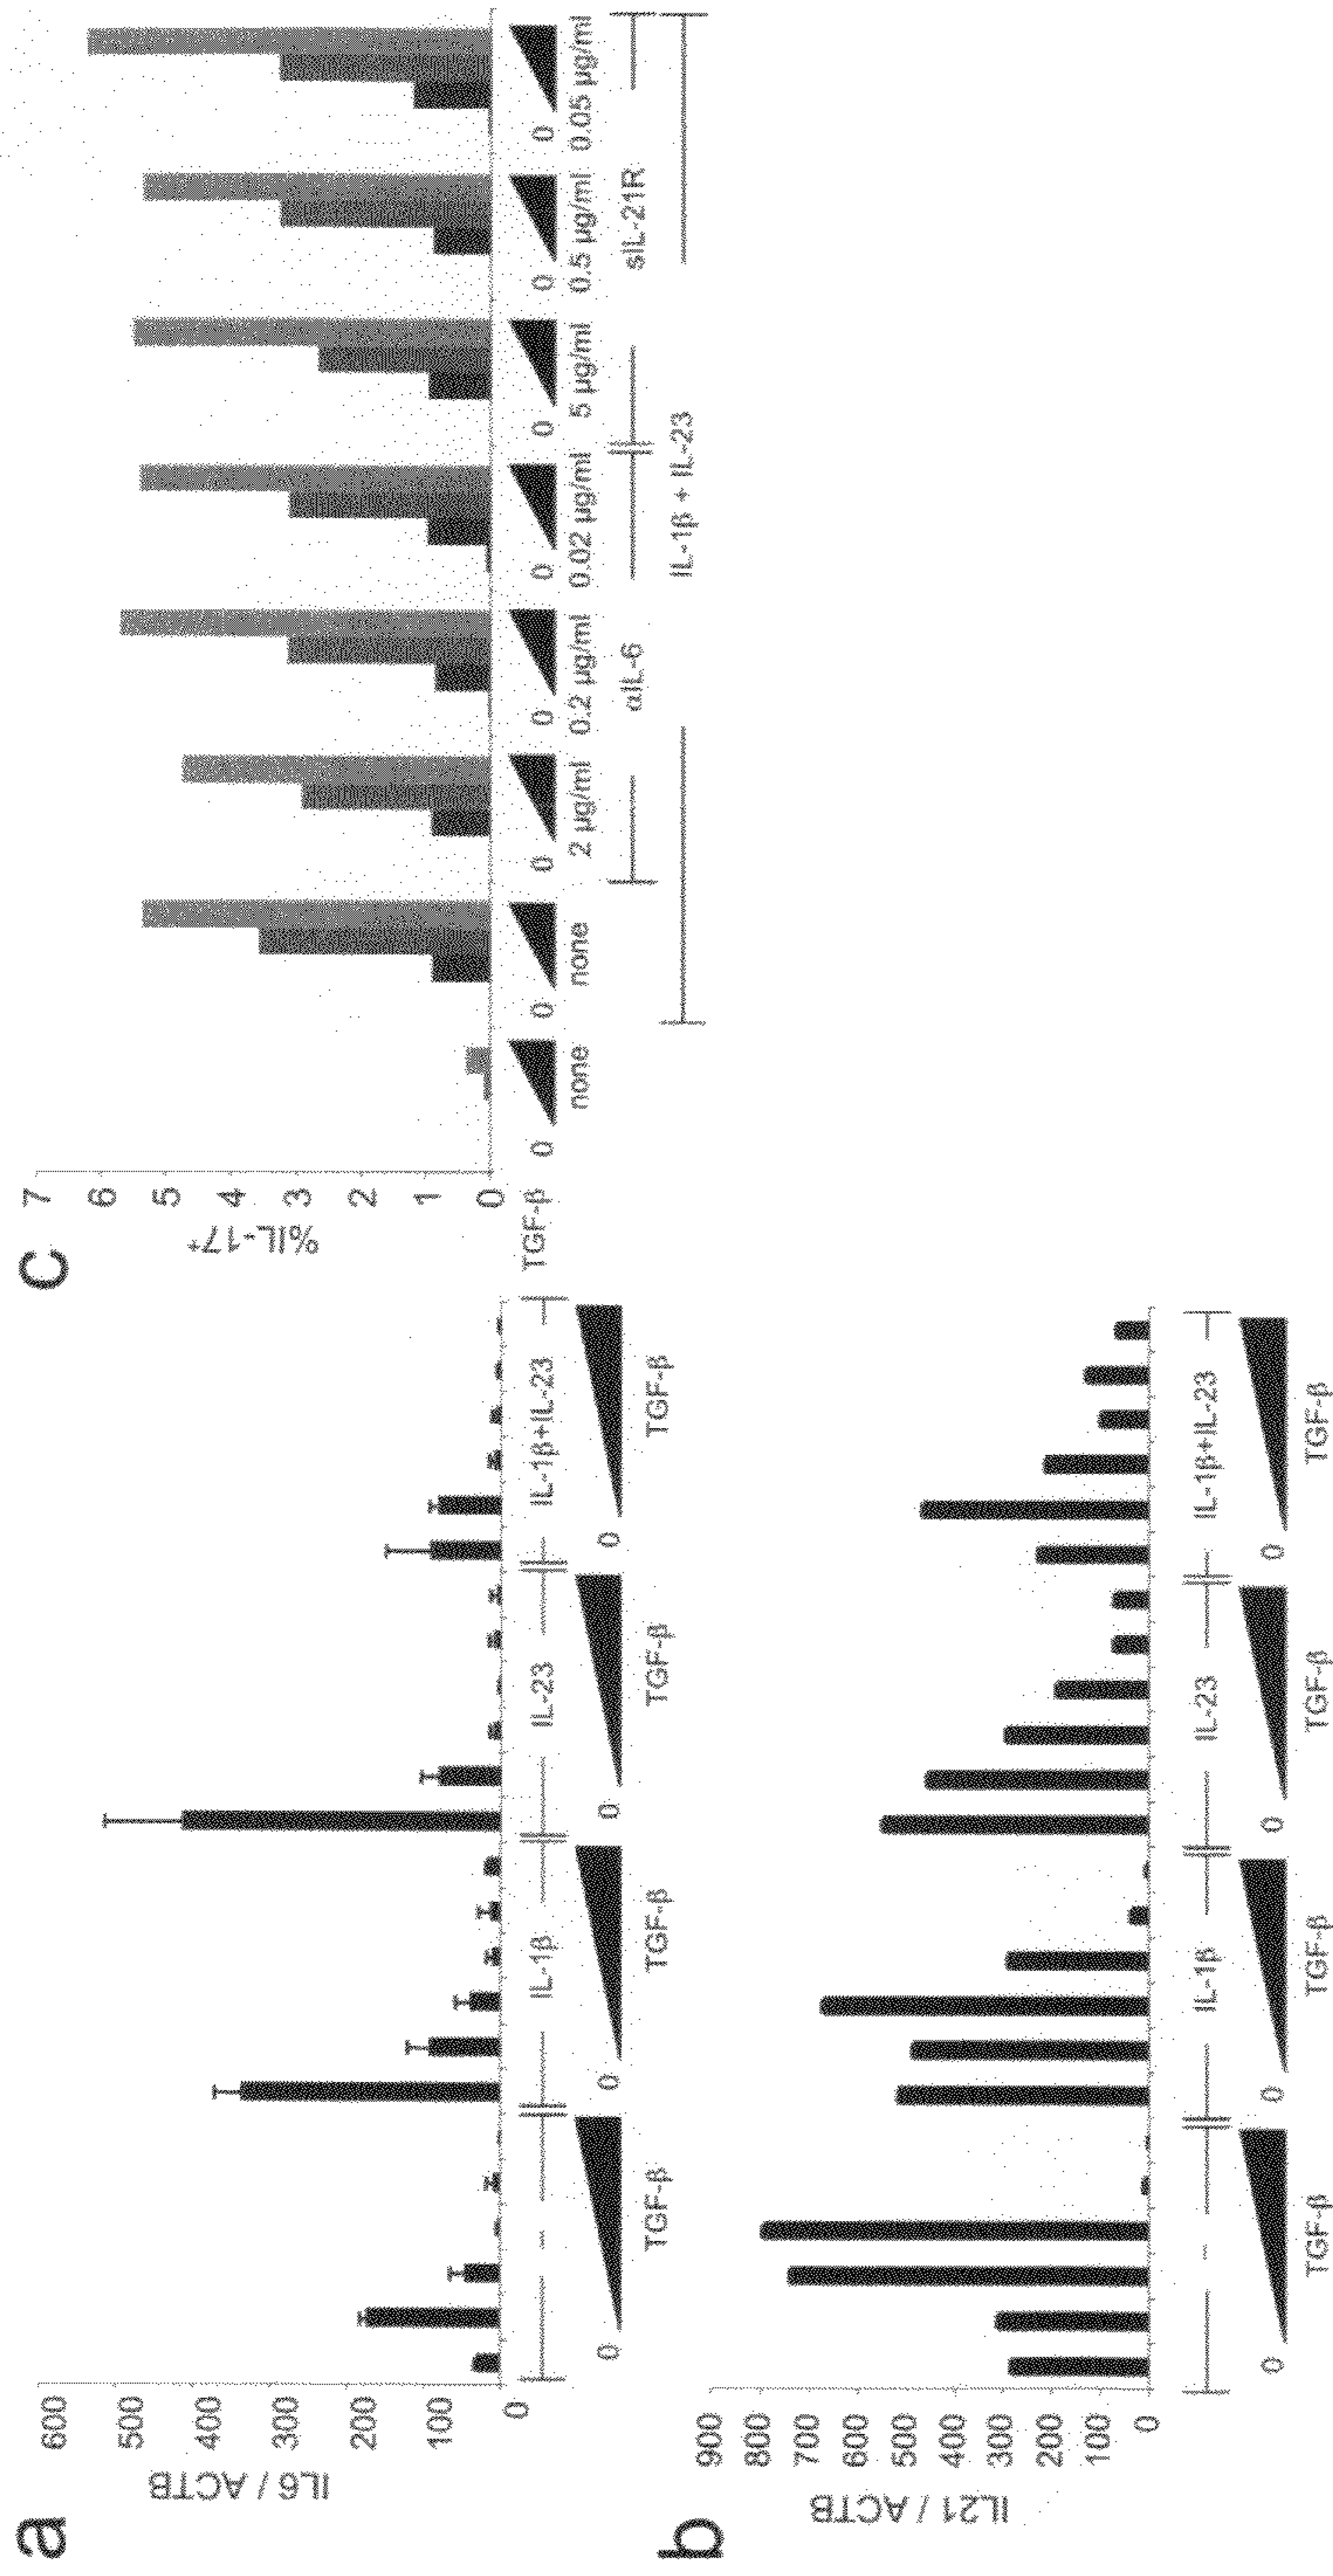 a
IL6 / ACTB
600
500
400
300
200
100
0
- IL-1β IL-23 IL-1β+IL-23
0 0 0 0
TGF-β TGF-β TGF-β TGF-β
b
IL21 / ACTB
900
800
700
600
500
400
300
200
100
0
- IL-1β IL-23 IL-1β+IL-23
0 0 0 0
TGF-β TGF-β TGF-β TGF-β
c
%IL-17⁺
7
6
5
4
3
2
1
0
TGF-β 0 0 0 0 0 0 0 0
none none 2 µg/ml 0.2 µg/ml 0.02 µg/ml 5 µg/ml 0.5 µg/ml 0.05 µg/ml
αIL-6 sIL-21R
IL-1β + IL-23